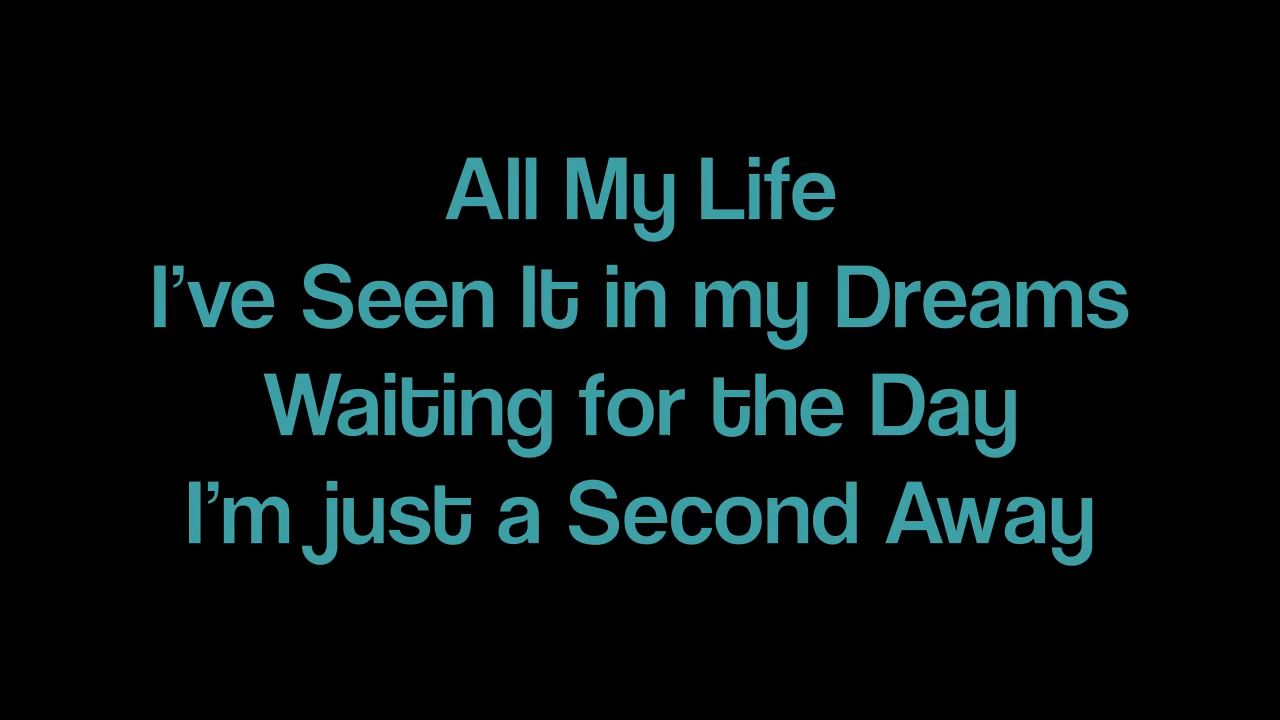 All My Life
I’ve Seen It in my Dreams
Waiting for the Day
I’m just a Second Away